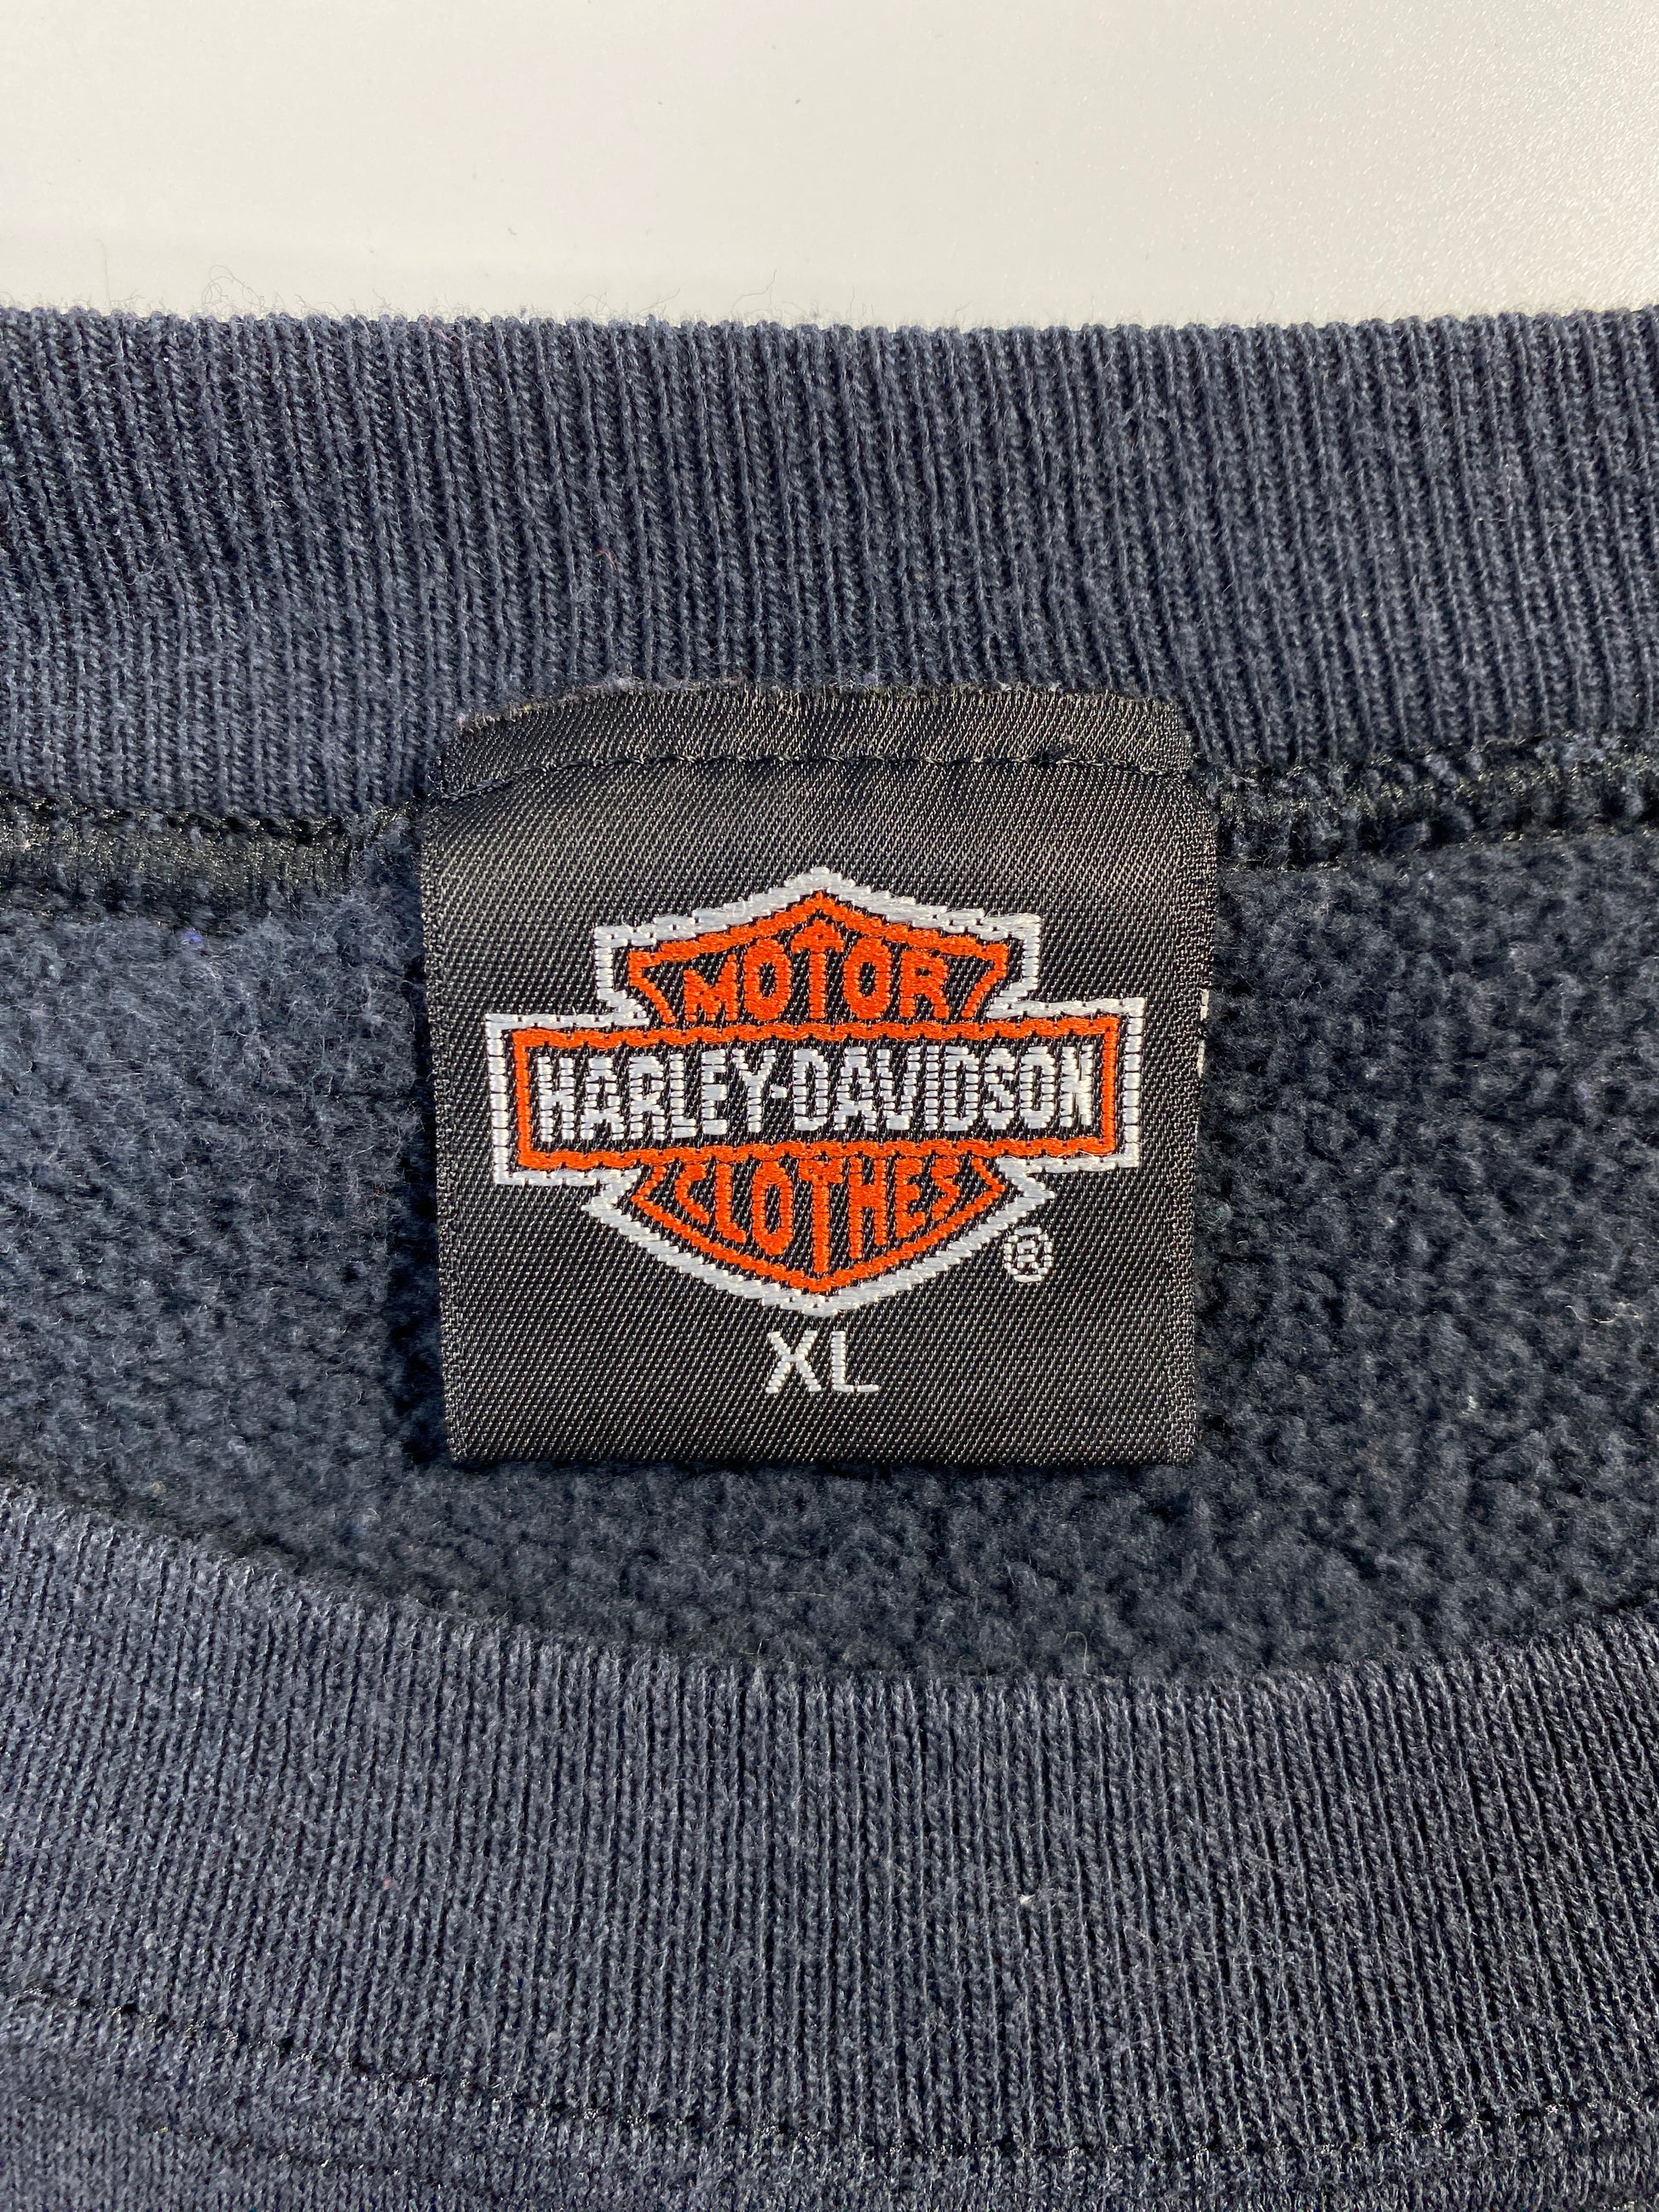 MOTOR
HARLEY-DAVIDSON
CLOTHES
®
XL